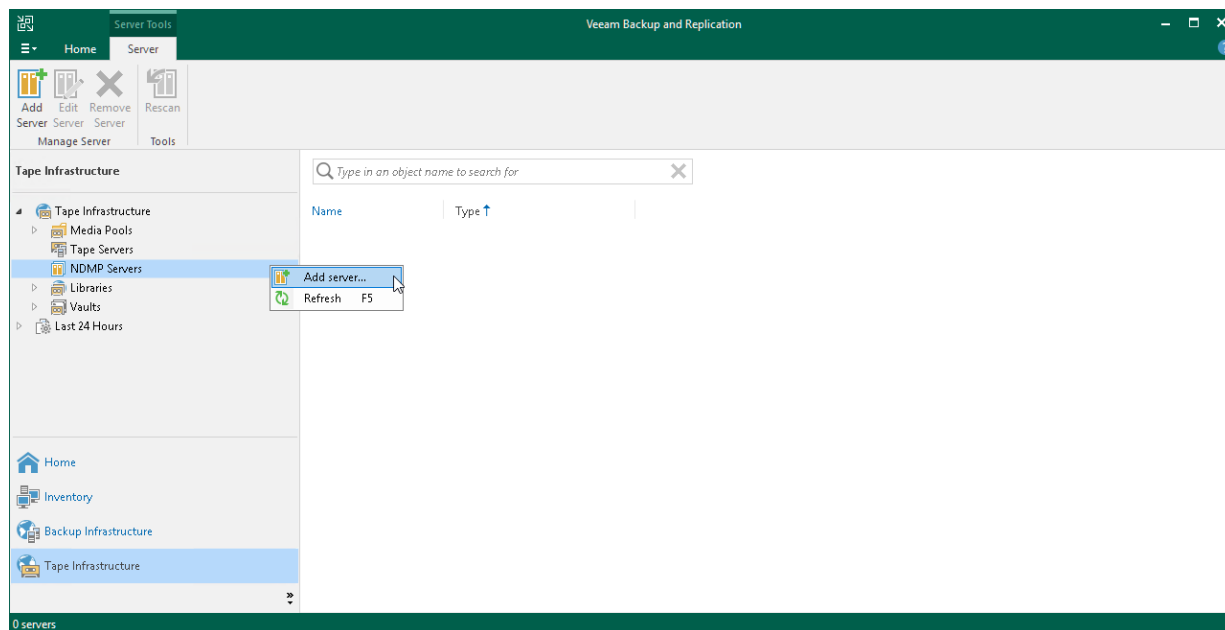 Server Tools
Veeam Backup and Replication
Home Server
Add Server
Edit Server
Remove Server
Rescan
Manage Server
Tools
Tape Infrastructure
Type in an object name to search for
Tape Infrastructure
Media Pools
Tape Servers
NDMP Servers
Libraries
Vaults
Last 24 Hours
Name Type
Add server...
Refresh F5
Home
Inventory
Backup Infrastructure
Tape Infrastructure
0 servers